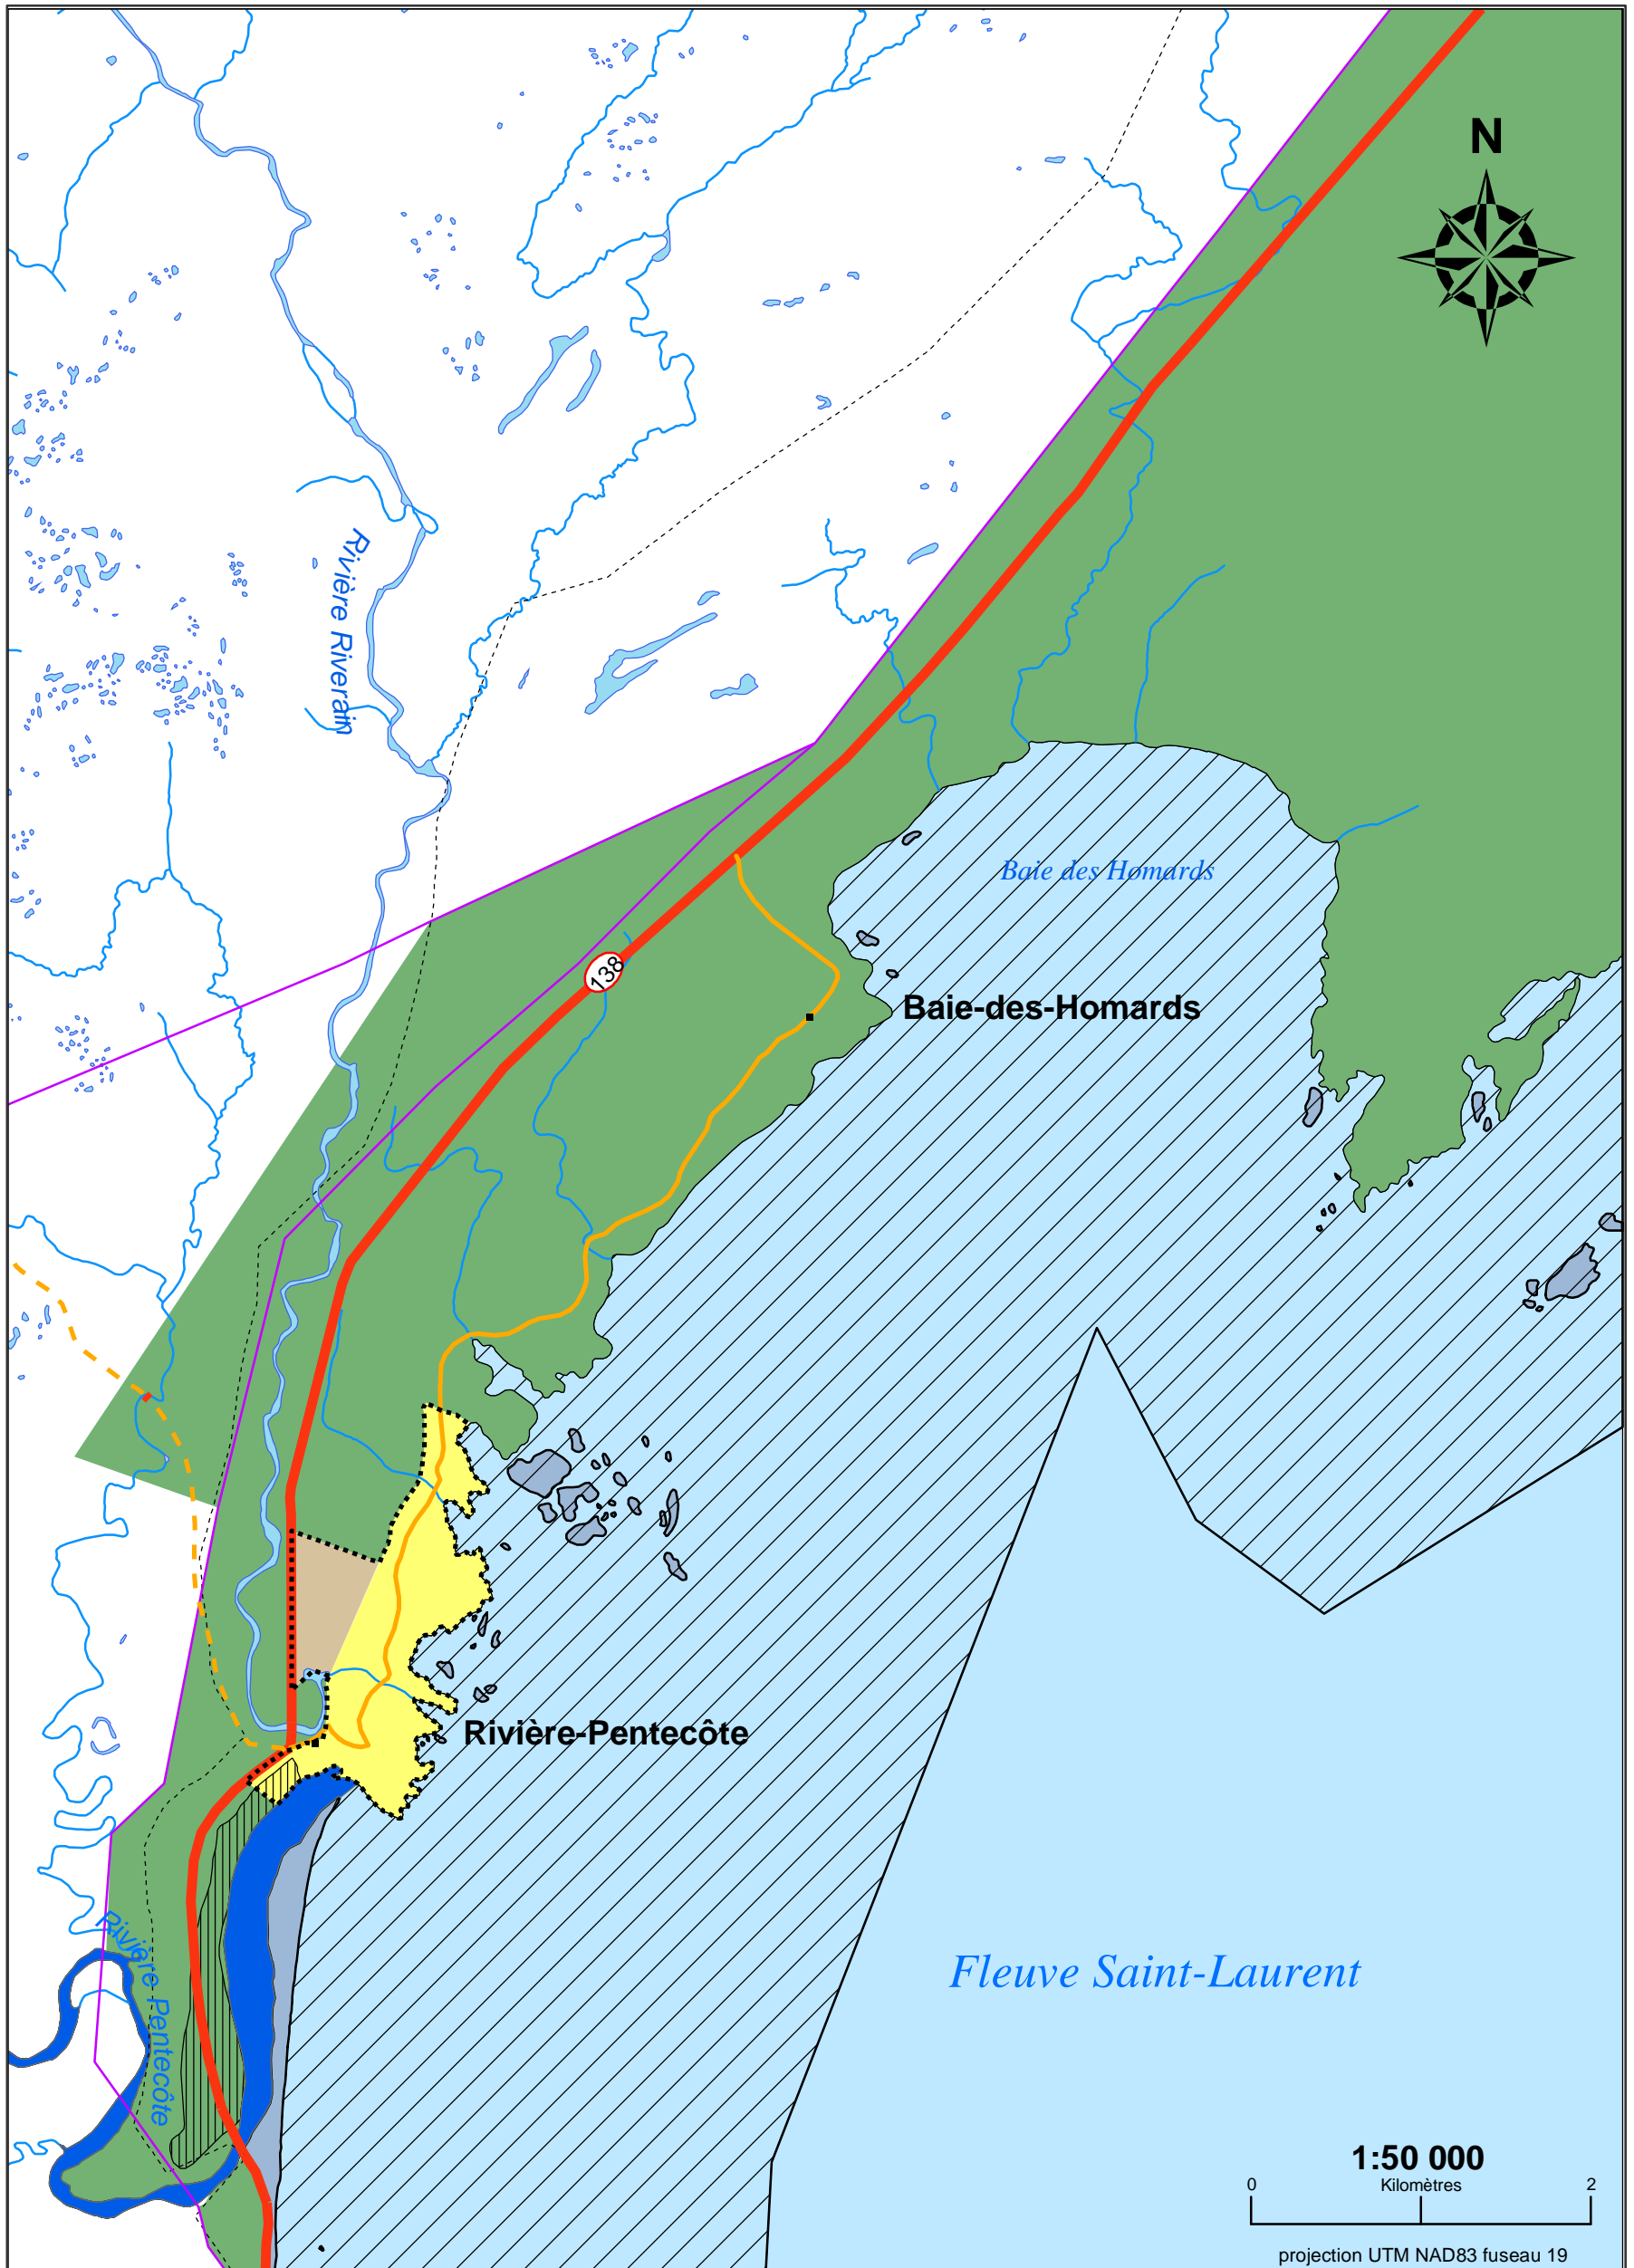 N
Rivière Riverain
Baie des Homards
138
Baie-des-Homards
Rivière-Pentecôte
Rivière Pentecôte
Fleuve Saint-Laurent
1:50 000
Kilomètres
0 2
projection UTM NAD83 fuseau 19